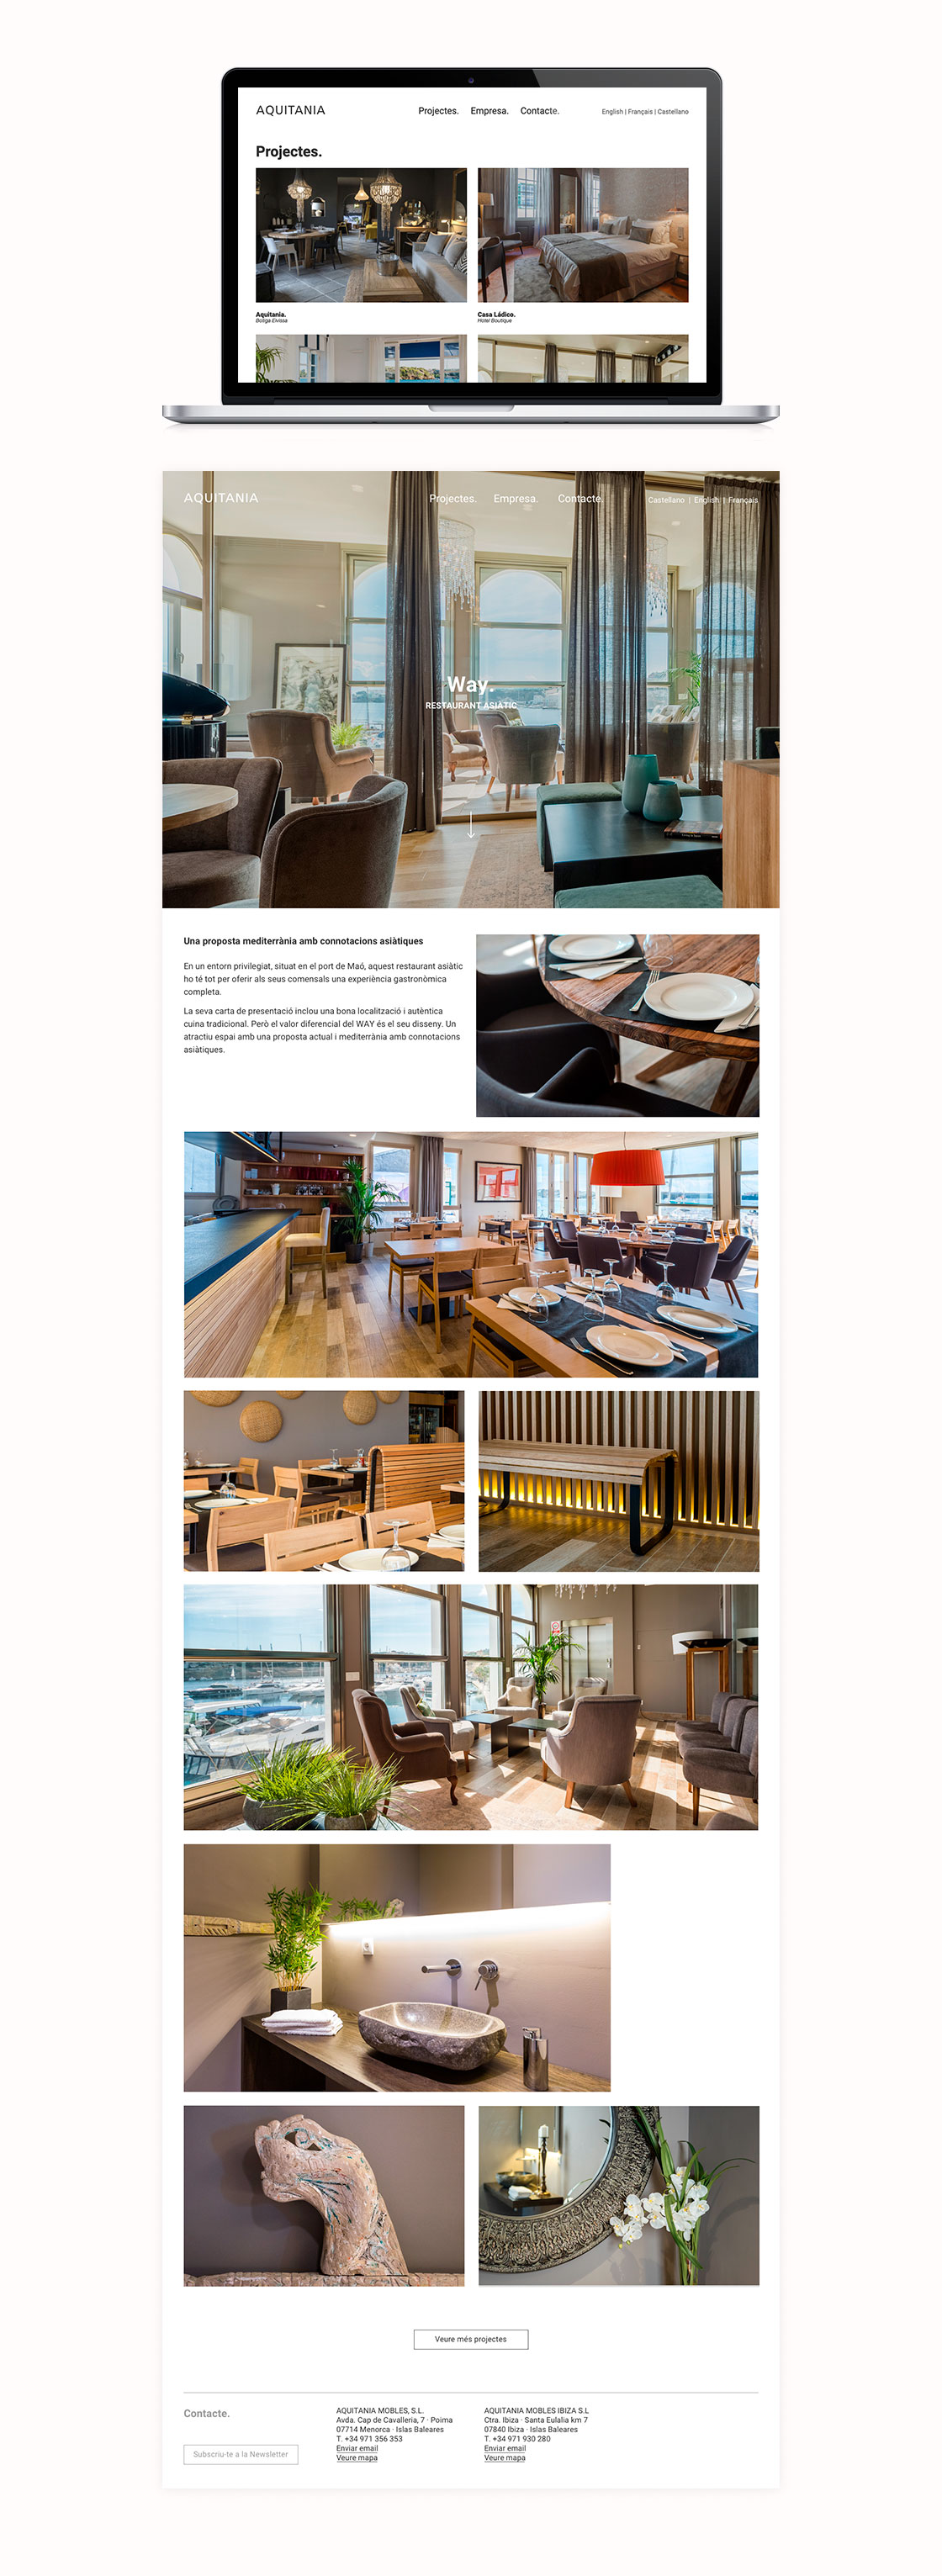 AQUITANIA
Projectes. Empresa. Contacte.
English | Français | Castellano
Projectes.
Aquitania.
Botiga Eivissa
Casa Ládico.
Hotel Boutique
AQUITANIA
Projectes. Empresa. Contacte.
Castellano | English | Français
Way.
RESTAURANT ASIÀTIC
Una proposta mediterrània amb connotacions asiàtiques
En un entorn privilegiat, situat en el port de Maó, aquest restaurant asiàtic
ho té tot per oferir als seus comensals una experiència gastronòmica
completa.
La seva carta de presentació inclou una bona localització i autèntica
cuina tradicional. Però el valor diferencial del WAY és el seu disseny. Un
atractiu espai amb una proposta actual i mediterrània amb connotacions
asiàtiques.
Veure més projectes
Contacte.
Subscriu-te a la Newsletter
AQUITANIA MOBLES, S.L.
Avda. Cap de Cavalleria, 7 · Poima
07714 Menorca · Islas Baleares
T. +34 971 356 353
Enviar email
Veure mapa
AQUITANIA MOBLES IBIZA S.L
Ctra. Ibiza · Santa Eulalia km 7
07840 Ibiza · Islas Baleares
T. +34 971 930 280
Enviar email
Veure mapa